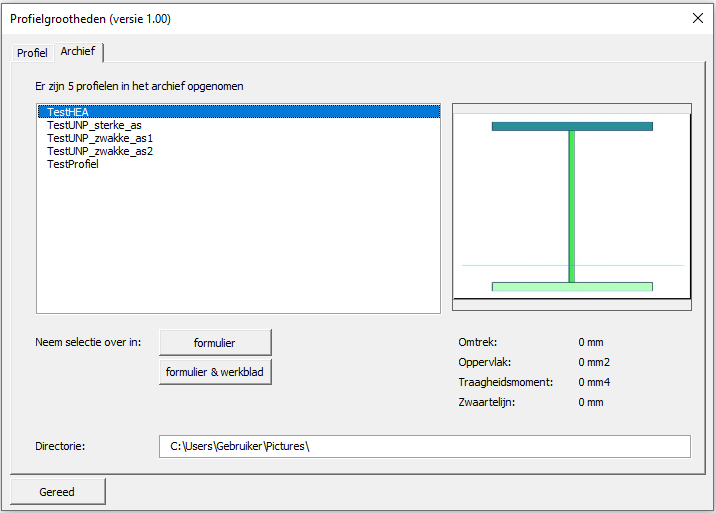 Profielgrootheden (versie 1.00)
Profiel
Archief
Er zijn 5 profielen in het archief opgenomen
TestHEA
TestUNP_sterke_as
TestUNP_zwakke_as1
TestUNP_zwakke_as2
TestProfiel
Neem selectie over in:
formulier
formulier & werkblad
Omtrek: 0 mm
Oppervlak: 0 mm2
Traagheidsmoment: 0 mm4
Zwaartelijn: 0 mm
Directorie: C:\Users\Gebruiker\Pictures\
Gereed